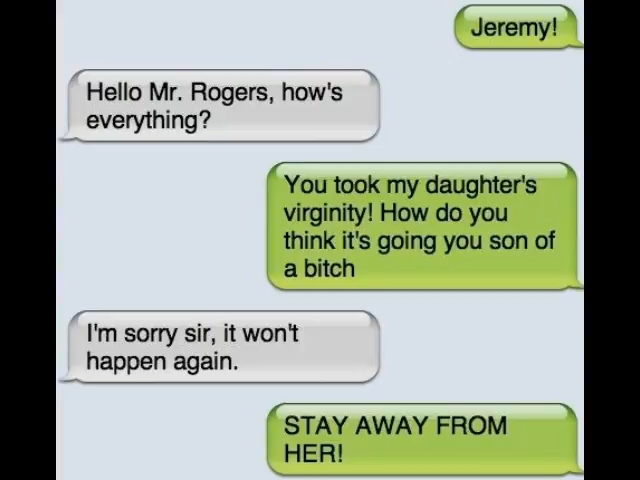 Jeremy!
Hello Mr. Rogers, how's
everything?
You took my daughter's
virginity! How do you
think it's going you son of
a bitch
I'm sorry sir, it won't
happen again.
STAY AWAY FROM
HER!